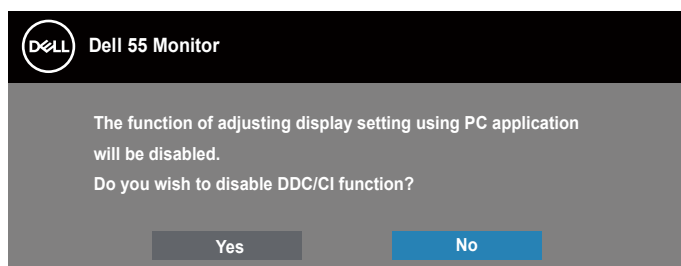 DELL Dell 55 Monitor
The function of adjusting display setting using PC application
will be disabled.
Do you wish to disable DDC/CI function?
Yes No